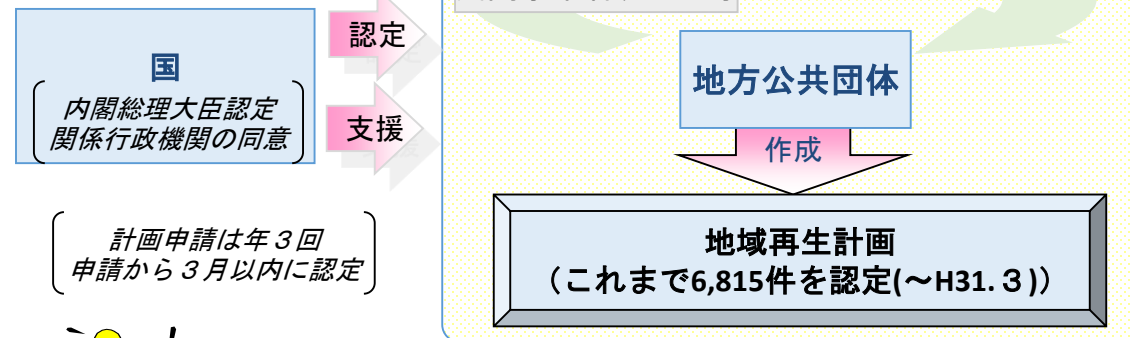 認定
国
内閣総理大臣認定
関係行政機関の同意
支援
地方公共団体
作成
計画申請は年３回
申請から３月以内に認定
地域再生計画
（これまで6,815件を認定(～H31.３)）